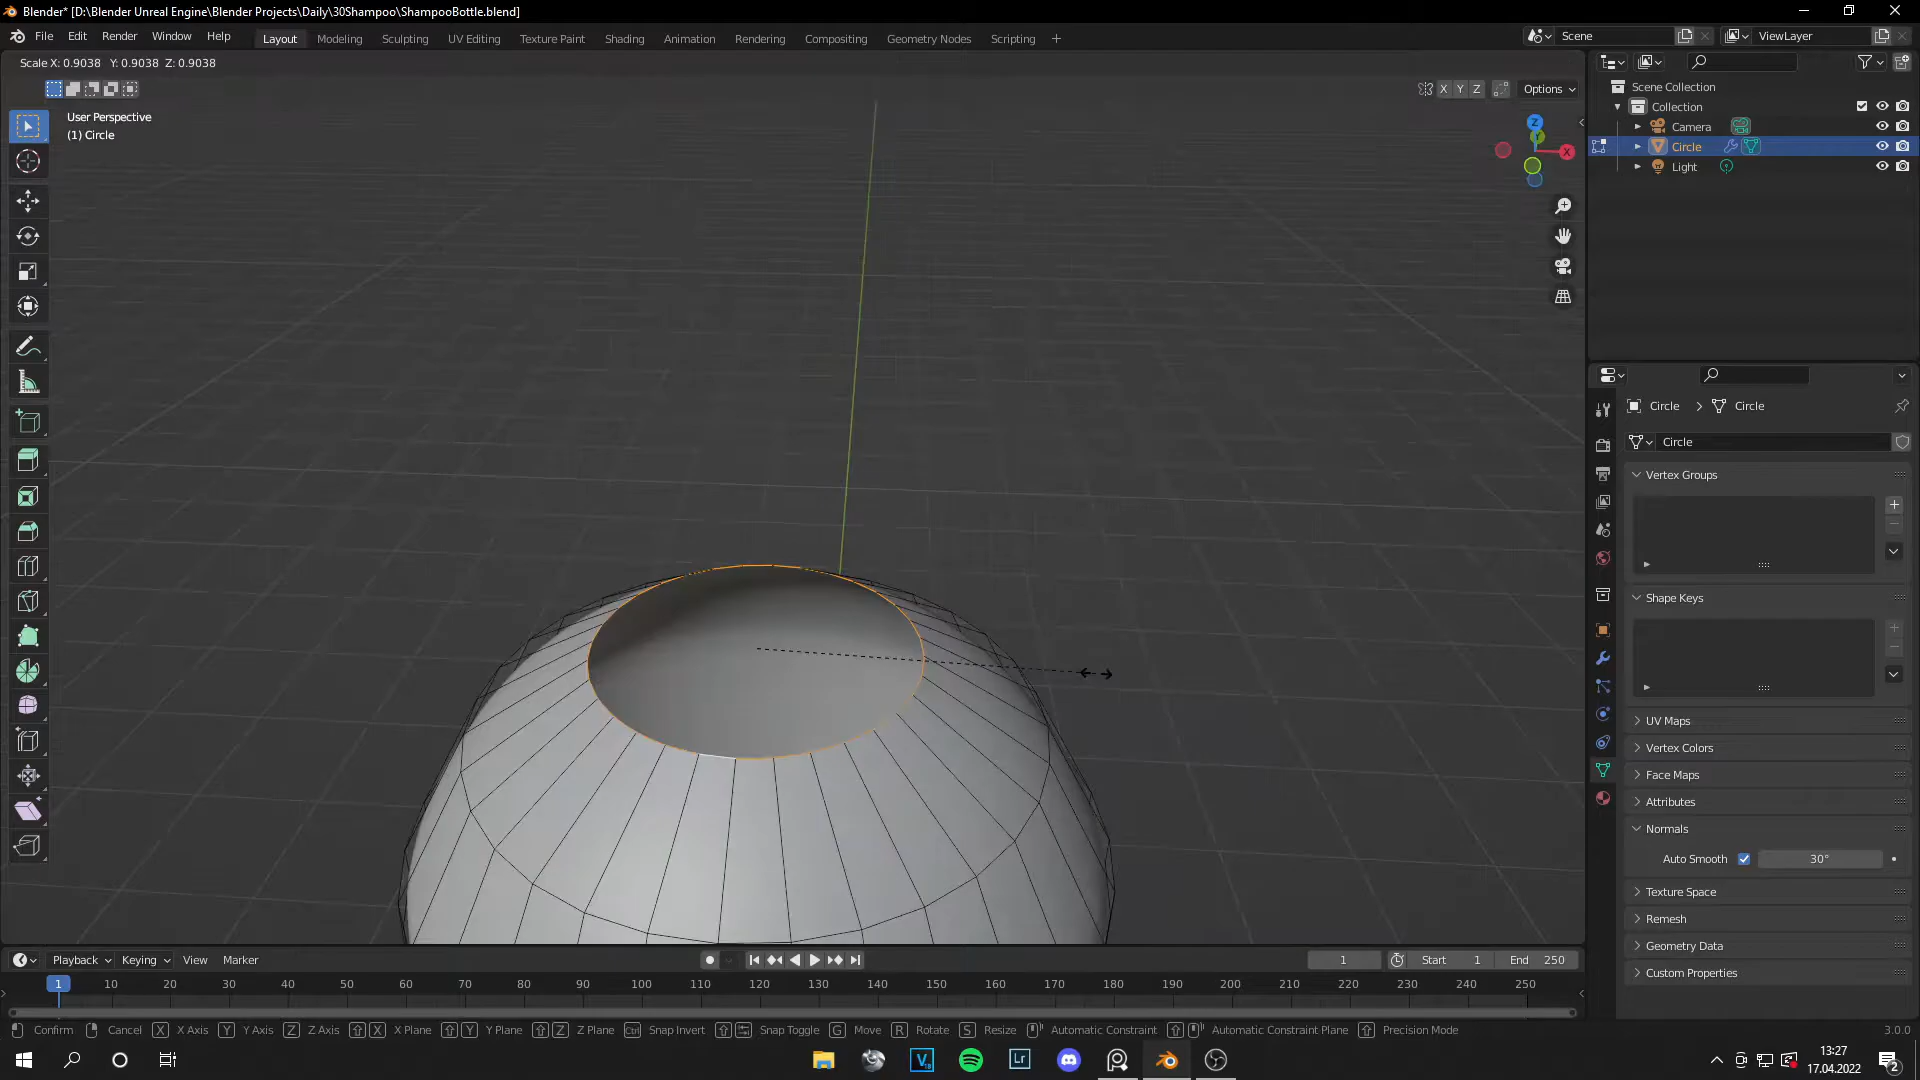 Blender* [D:\Blender Unreal Engine\Blender Projects\Daily\30Shampoo\ShampooBottle.blend]
File Edit Render Window Help
Layout Modeling Sculpting UV Editing Texture Paint Shading Animation Rendering Compositing Geometry Nodes Scripting +
Scene
ViewLayer
Scale X: 0.9038 Y: 0.9038 Z: 0.9038
X Y Z
Options
User Perspective
(1) Circle
Z
Y
X
Scene Collection
Collection
Camera
Circle
Light
Circle > Circle
Circle
Vertex Groups
Shape Keys
UV Maps
Vertex Colors
Face Maps
Attributes
Normals
Auto Smooth 30°
Texture Space
Remesh
Geometry Data
Custom Properties
Playback Keying View Marker
1 Start 1 End 250
1 10 20 30 40 50 60 70 80 90 100 110 120 130 140 150 160 170 180 190 200 210 220 230 240 250
Confirm Cancel X X Axis Y Y Axis Z Z Axis X X Plane Y Y Plane Z Z Plane Ctrl Snap Invert Snap Toggle G Move R Rotate S Resize Automatic Constraint Automatic Constraint Plane Precision Mode 3.0.0
Lr
13:27
17.04.2022
2